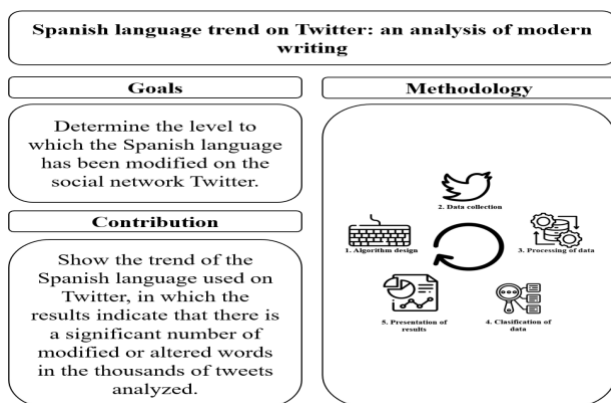 Spanish language trend on Twitter: an analysis of modern
writing
Goals
Determine the level to
which the Spanish language
has been modified on the
social network Twitter.
Contribution
Show the trend of the
Spanish language used on
Twitter, in which the
results indicate that there is
a significant number of
modified or altered words
in the thousands of tweets
analyzed.
Methodology
2. Data collection
1. Algorithm design
3. Processing of data
5. Presentation of
results
4. Clasification of
data